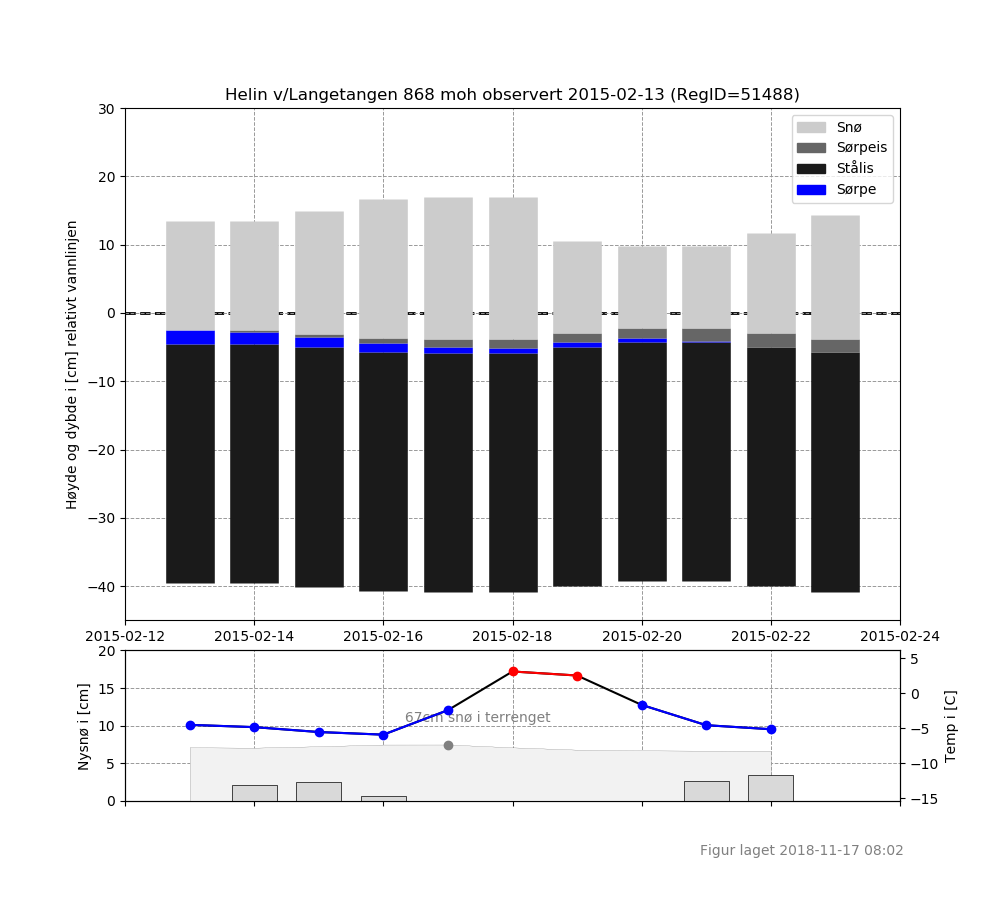 Helin v/Langetangen 868 moh observert 2015-02-13 (RegID=51488)
Snø
Sørpeis
Stålis
Sørpe
30
20
10
0
−10
−20
−30
−40
Høyde og dybde i [cm] relativt vannlinjen
2015-02-12 2015-02-14 2015-02-16 2015-02-18 2015-02-20 2015-02-22 2015-02-24
20
15
10
5
0
Nysnø i [cm]
67cm snø i terrenget
5
0
−5
−10
−15
Temp i [C]
Figur laget 2018-11-17 08:02